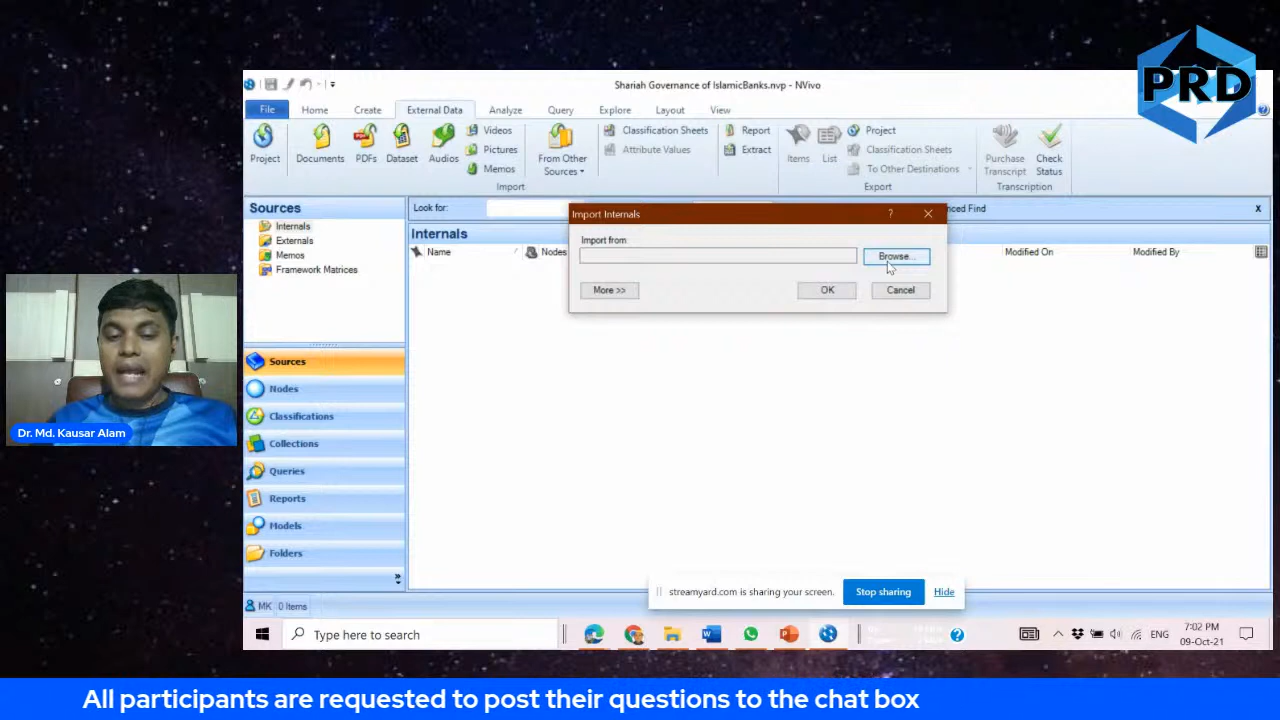 PRD
Shariah Governance of IslamicBanks.nvp - NVivo
File Home Create External Data Analyze Query Explore Layout View
Project Documents PDFs Dataset Audios
Videos
Pictures
Memos
From Other
Sources
Import
Classification Sheets
Attribute Values
Report
Extract
Items List
Project
Classification Sheets
To Other Destinations
Export
Purchase
Transcript
Check
Status
Transcription
Sources
Internals
Externals
Memos
Framework Matrices
Look for:
x
Internals
Name Nodes Modified On Modified By
Import Internals
? 
Import from
Browse...
More >> OK Cancel
Sources
Nodes
Classifications
Collections
Queries
Reports
Models
Folders
»
MK 0 Items
streamyard.com is sharing your screen. Stop sharing Hide
Type here to search
ENG
7:02 PM
09-Oct-21
Dr. Md. Kausar Alam
All participants are requested to post their questions to the chat box